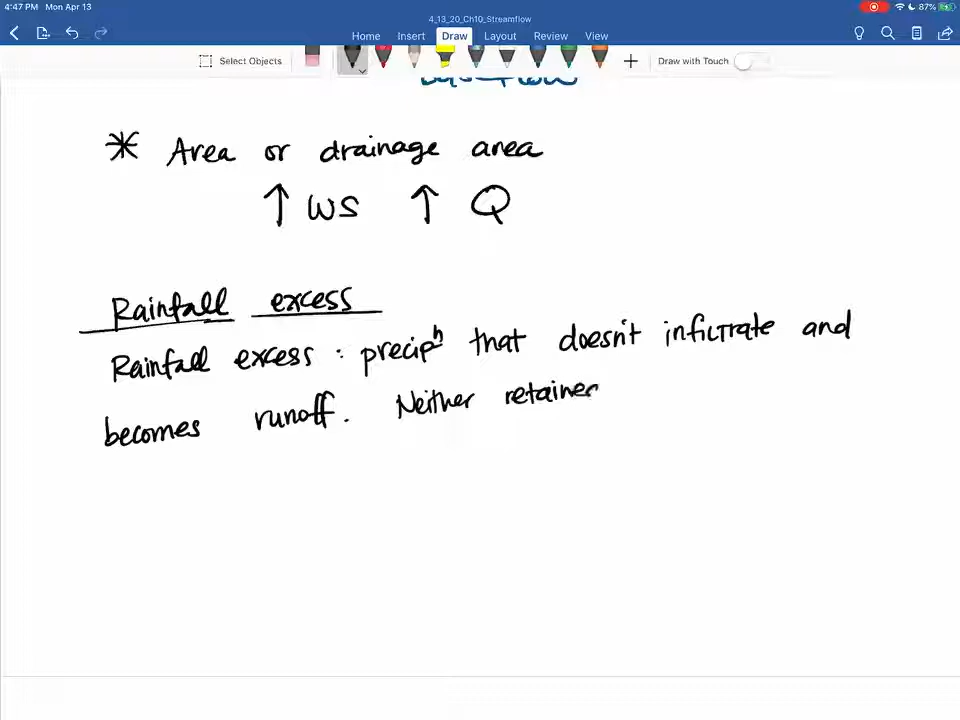 4:47 PM Mon Apr 13
87%
4_13_20_Ch10_Streamflow
Home Insert Draw Layout Review View
Select Objects
Draw with Touch
* Area or drainage area
↑ WS ↑ Q
Rainfall excess
Rainfall excess : precipⁿ that doesn't infiltrate and
becomes runoff. Neither retainer